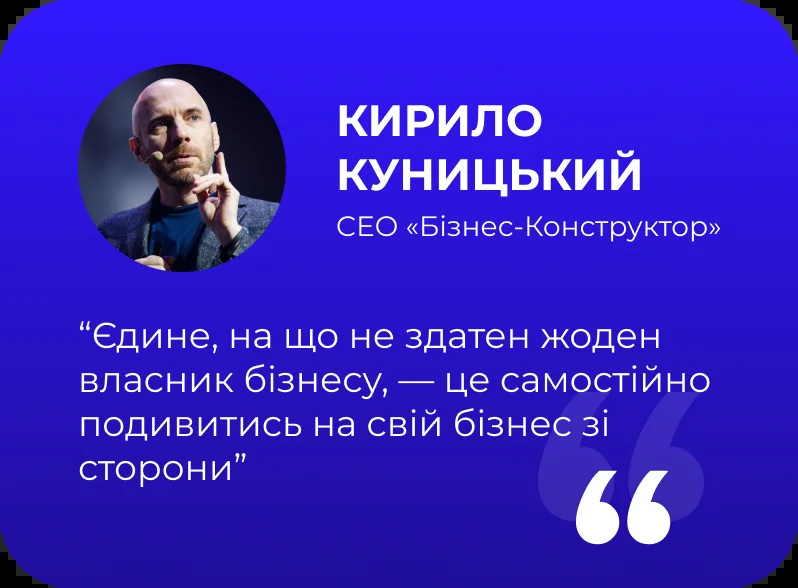 КИРИЛО
КУНИЦЬКИЙ
СЕО «Бізнес-Конструктор»
“Єдине, на що не здатен жоден
власник бізнесу, — це самостійно
подивитись на свій бізнес зі
сторони”